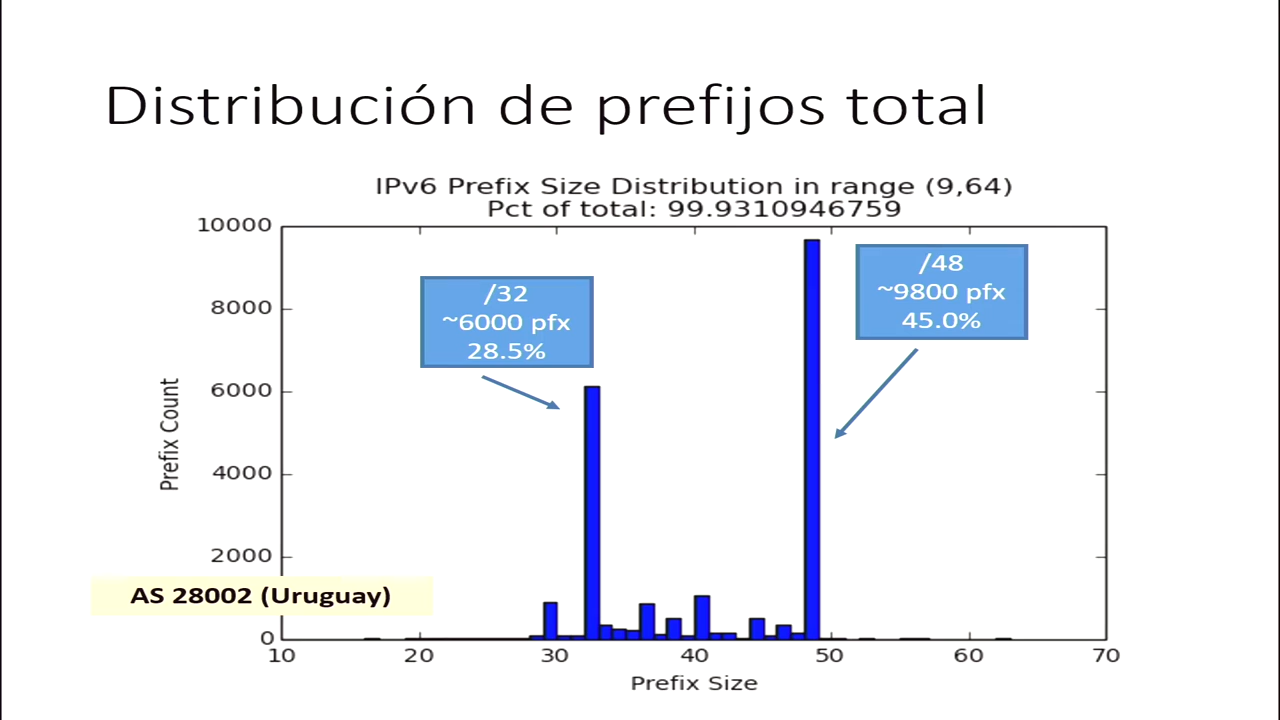 Distribución de prefijos total
IPv6 Prefix Size Distribution in range (9,64)
Pct of total: 99.9310946759
10000
8000
6000
4000
2000
0
Prefix Count
/32
~6000 pfx
28.5%
/48
~9800 pfx
45.0%
AS 28002 (Uruguay)
10 20 30 40 50 60 70
Prefix Size